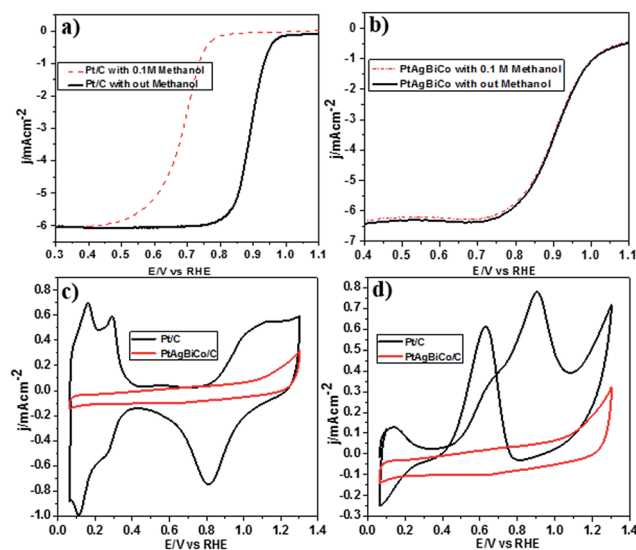 a)
0
-1
-2
-3
-4
-5
-6
j/mAcm-2
Pt/C with 0.1M Methanol
Pt/C with out Methanol
0.3 0.4 0.5 0.6 0.7 0.8 0.9 1.0 1.1
E/V vs RHE
b)
0
-1
-2
-3
-4
-5
-6
-7
j/mAcm-2
PtAgBiCo with 0.1 M Methanol
PtAgBiCo with out Methanol
0.4 0.5 0.6 0.7 0.8 0.9 1.0 1.1
E/V vs RHE
c)
0.8
0.6
0.4
0.2
0.0
0.2
0.4
0.6
0.8
-1.0
j/mAcm-2
Pt/C
PtAgBiCo/C
0.0 0.2 0.4 0.6 0.8 1.0 1.2 1.4
E/V vs RHE
d)
0.8
0.7
0.6
0.5
0.4
0.3
0.2
0.1
0.0
-0.1
-0.2
-0.3
j/mAcm-2
Pt/C
PtAgBiCo/C
0.0 0.2 0.4 0.6 0.8 1.0 1.2 1.4
E/V vs RHE